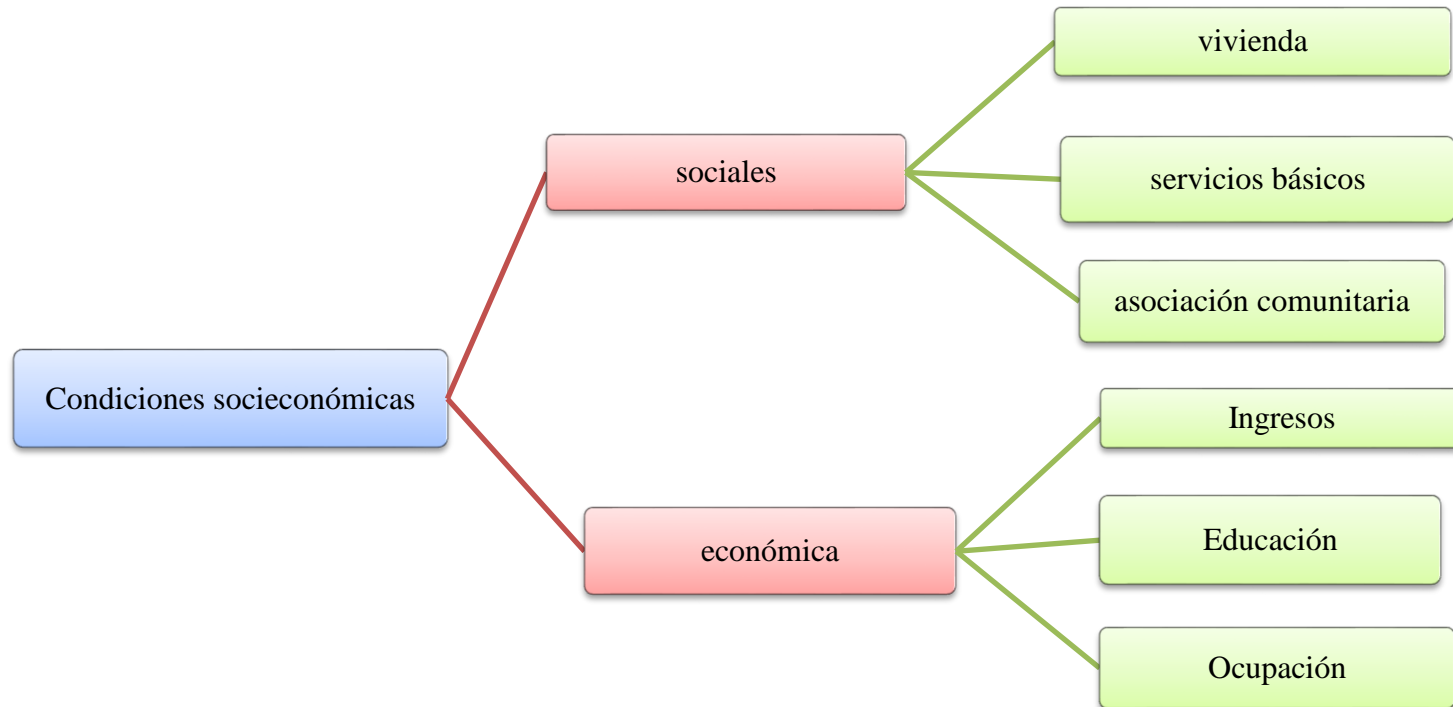 vivienda
sociales
servicios básicos
asociación comunitaria
Condiciones socieconómicas
Ingresos
económica
Educación
Ocupación